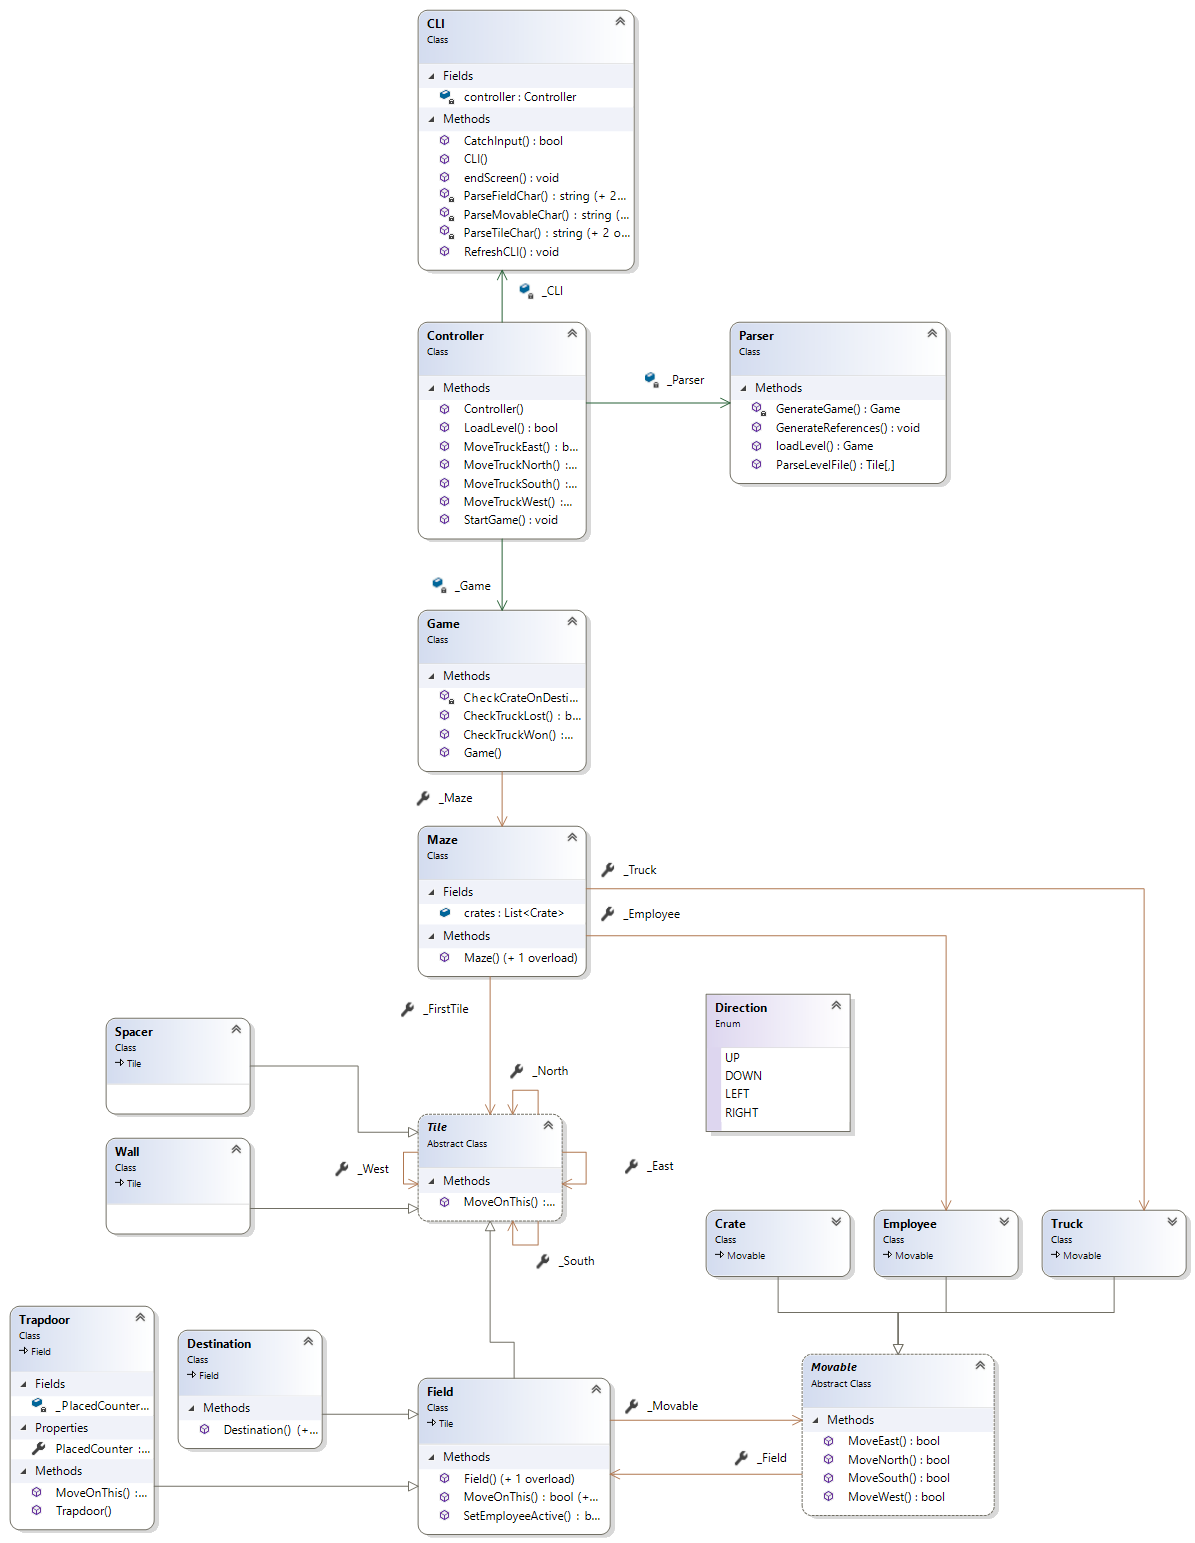 CLI
Class
Fields
controller : Controller
Methods
CatchInput() : bool
CLI()
endScreen() : void
ParseFieldChar() : string (+ 2...
ParseMovableChar() : string (...
ParseTileChar() : string (+ 2 o...
RefreshCLI() : void
_CLI
Controller
Class
Methods
Controller()
LoadLevel() : bool
MoveTruckEast() : b...
MoveTruckNorth() :...
MoveTruckSouth() :...
MoveTruckWest() :...
StartGame() : void
_Parser
Parser
Class
Methods
GenerateGame() : Game
GenerateReferences() : void
loadLevel() : Game
ParseLevelFile() : Tile[,]
_Game
Game
Class
Methods
CheckCrateOnDesti...
CheckTruckLost() : b...
CheckTruckWon() :...
Game()
_Maze
Maze
Class
Fields
crates : List<Crate>
Methods
Maze() (+ 1 overload)
_Truck
_Employee
_FirstTile
Direction
Enum
UP
DOWN
LEFT
RIGHT
Spacer
Class
Tile
_North
Wall
Class
Tile
_West
Tile
Abstract Class
Methods
MoveOnThis() :...
_East
_South
Crate
Class
Movable
Employee
Class
Movable
Truck
Class
Movable
Trapdoor
Class
Field
Fields
_PlacedCounter...
Properties
PlacedCounter :...
Methods
MoveOnThis() :...
Trapdoor()
Destination
Class
Field
Methods
Destination() (+...
Field
Class
Tile
Methods
Field() (+ 1 overload)
MoveOnThis() : bool (+...
SetEmployeeActive() : b...
_Movable
_Field
Movable
Abstract Class
Methods
MoveEast() : bool
MoveNorth() : bool
MoveSouth() : bool
MoveWest() : bool